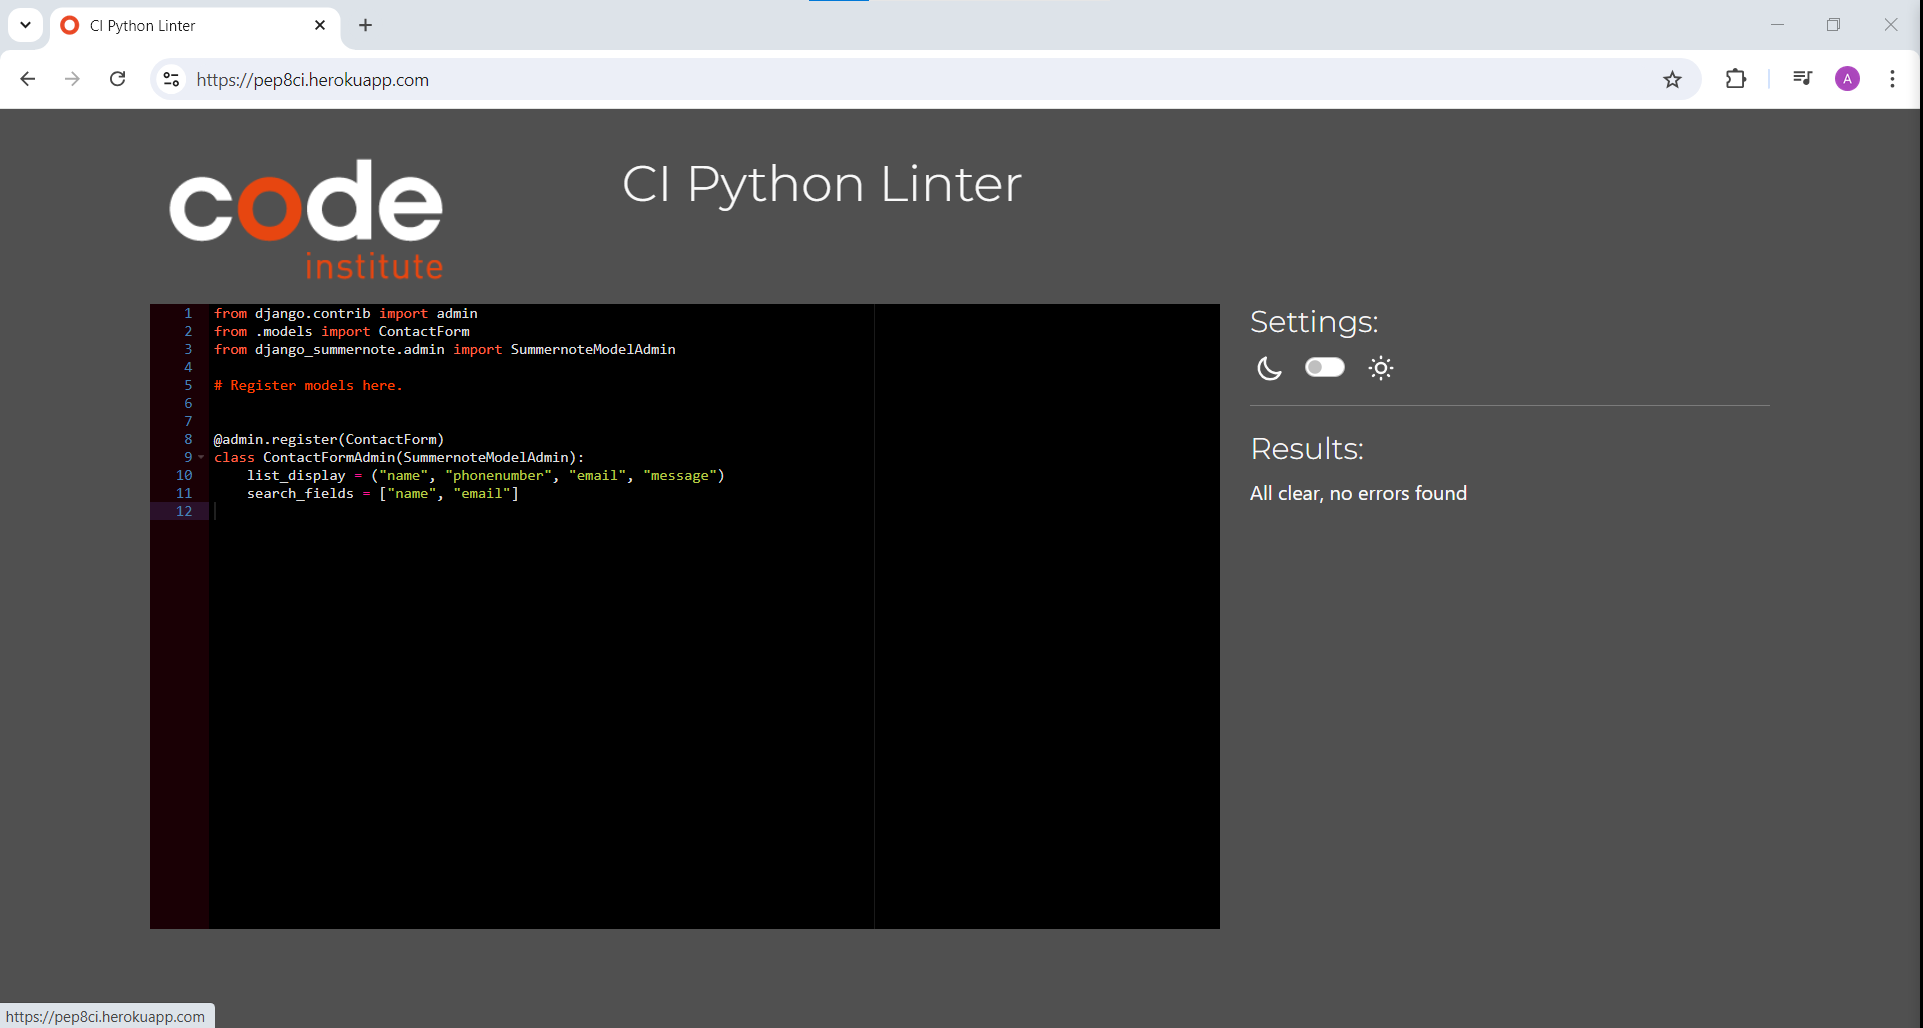 CI Python Linter
https://pep8ci.herokuapp.com
A
code
institute
CI Python Linter
1 from django.contrib import admin
2 from .models import ContactForm
3 from django_summernote.admin import SummernoteModelAdmin
4
5 # Register models here.
6
7
8 @admin.register(ContactForm)
9 class ContactFormAdmin(SummernoteModelAdmin):
10     list_display = ("name", "phonenumber", "email", "message")
11     search_fields = ["name", "email"]
12
Settings:
Results:
All clear, no errors found
https://pep8ci.herokuapp.com